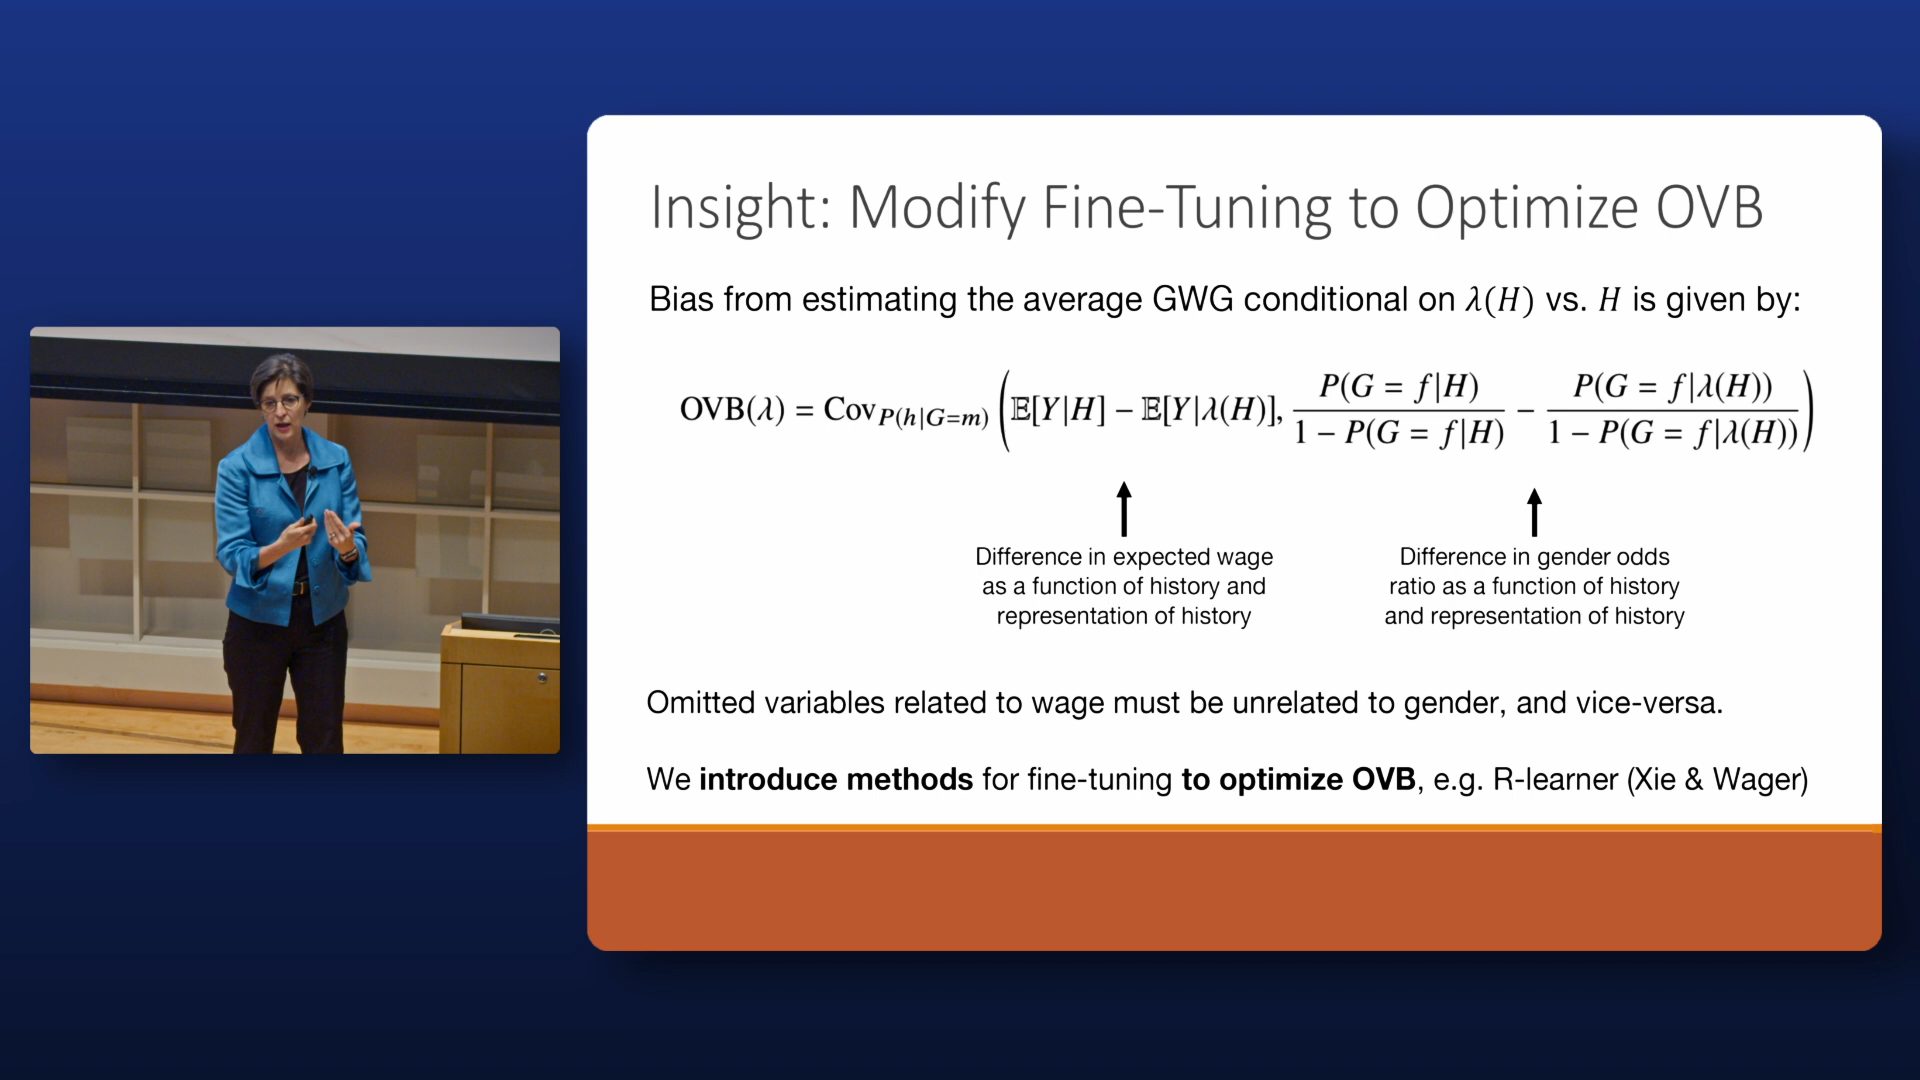 Insight: Modify Fine-Tuning to Optimize OVB
Bias from estimating the average GWG conditional on λ(H) vs. H is given by:
OVB(λ) = Cov_{P(h|G=m)} ( 𝔼[Y|H] − 𝔼[Y|λ(H)], P(G = f|H) / (1 − P(G = f|H)) − P(G = f|λ(H)) / (1 − P(G = f|λ(H))) )
Difference in expected wage
as a function of history and
representation of history
Difference in gender odds
ratio as a function of history
and representation of history
Omitted variables related to wage must be unrelated to gender, and vice-versa.
We introduce methods for fine-tuning to optimize OVB, e.g. R-learner (Xie & Wager)